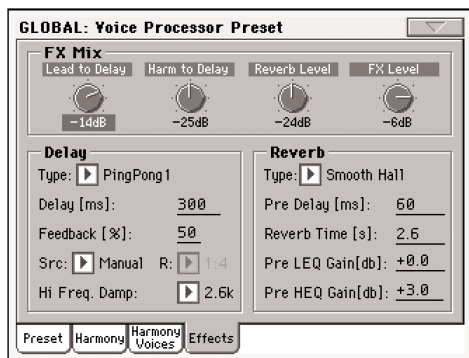 GLOBAL: Voice Processor Preset
FX Mix
Lead to Delay Harm to Delay Reverb Level FX Level
-14dB -25dB -24dB -6dB
Delay
Type: PingPong1
Delay [ms]: 300
Feedback [%]: 50
Src: Manual R: 1:4
Hi Freq. Damp: 2.6k
Reverb
Type: Smooth Hall
Pre Delay [ms]: 60
Reverb Time [s]: 2.6
Pre LEQ Gain[db]: +0.0
Pre HEQ Gain[db]: +3.0
Preset Harmony Harmony Voices Effects